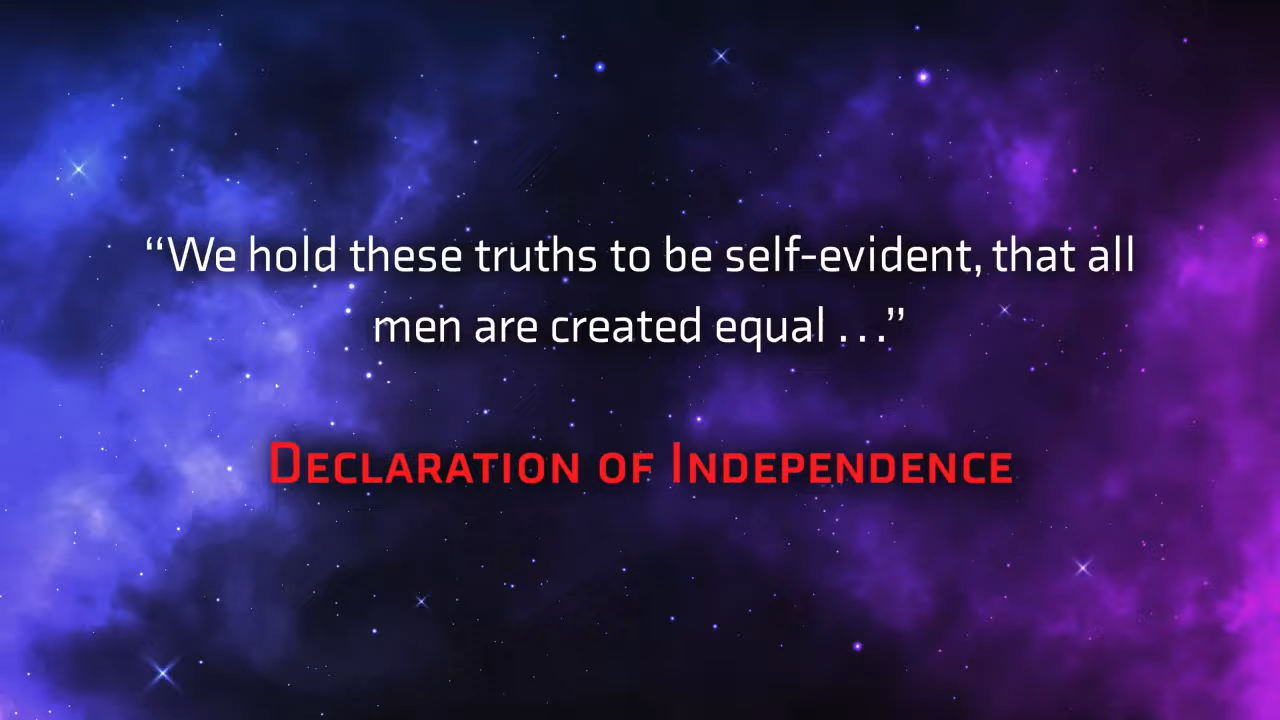 “We hold these truths to be self-evident, that all
men are created equal . . .”
Declaration of Independence